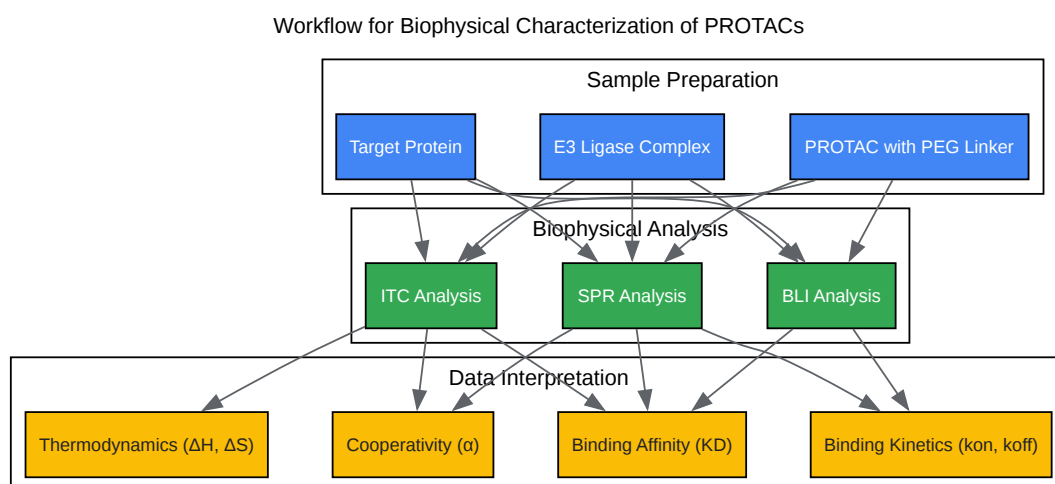 Workflow for Biophysical Characterization of PROTACs
Sample Preparation
Target Protein
E3 Ligase Complex
PROTAC with PEG Linker
Biophysical Analysis
ITC Analysis
SPR Analysis
BLI Analysis
Data Interpretation
Thermodynamics (ΔH, ΔS)
Cooperativity (α)
Binding Affinity (KD)
Binding Kinetics (kon, koff)